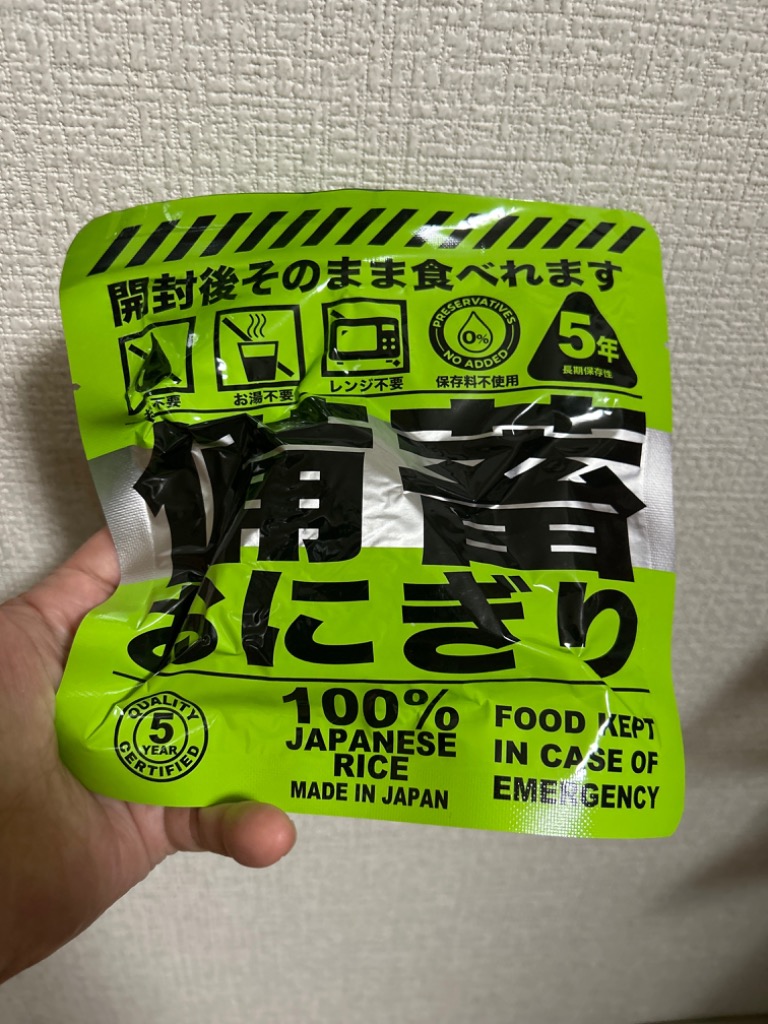 開封後そのまま食べれます
不要
お湯不要
レンジ不要
PRESERVATIVES
0%
NO ADDED
保存料不使用
5年
長期保存性
備蓄
おにぎり
QUALITY
5
YEAR
CERTIFIED
100%
JAPANESE
RICE
MADE IN JAPAN
FOOD KEPT
IN CASE OF
EMERGENCY